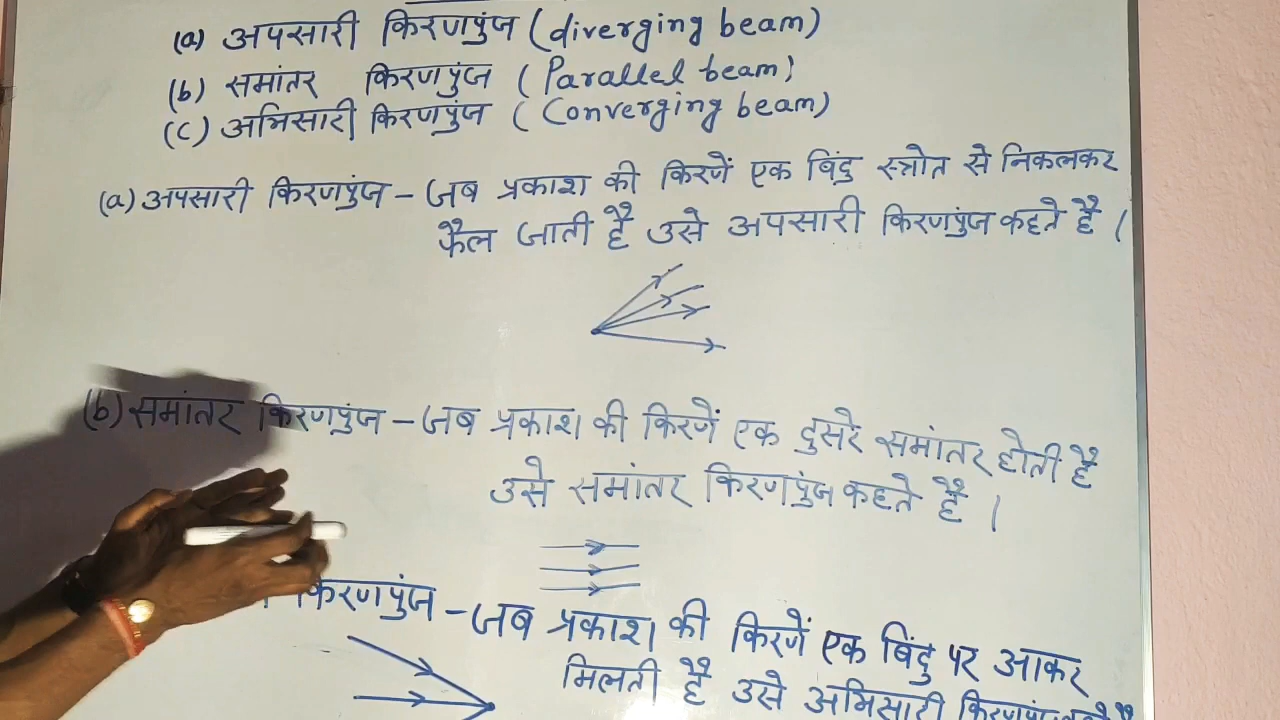 (a) अपसारी किरणपुंज (diverging beam)
(b) समांतर किरणपुंज (Parallel beam)
(c) अभिसारी किरणपुंज (Converging beam)
(a) अपसारी किरणपुंज – जब प्रकाश की किरणें एक बिंदु स्त्रोत से निकलकर
फैल जाती है उसे अपसारी किरणपुंज कहते है ।
(b) समांतर किरणपुंज – जब प्रकाश की किरणें एक दुसरे समांतर होती है
उसे समांतर किरणपुंज कहते है ।
किरणपुंज – जब प्रकाश की किरणें एक बिंदु पर आकर
मिलती है उसे अभिसारी किरणपुंज